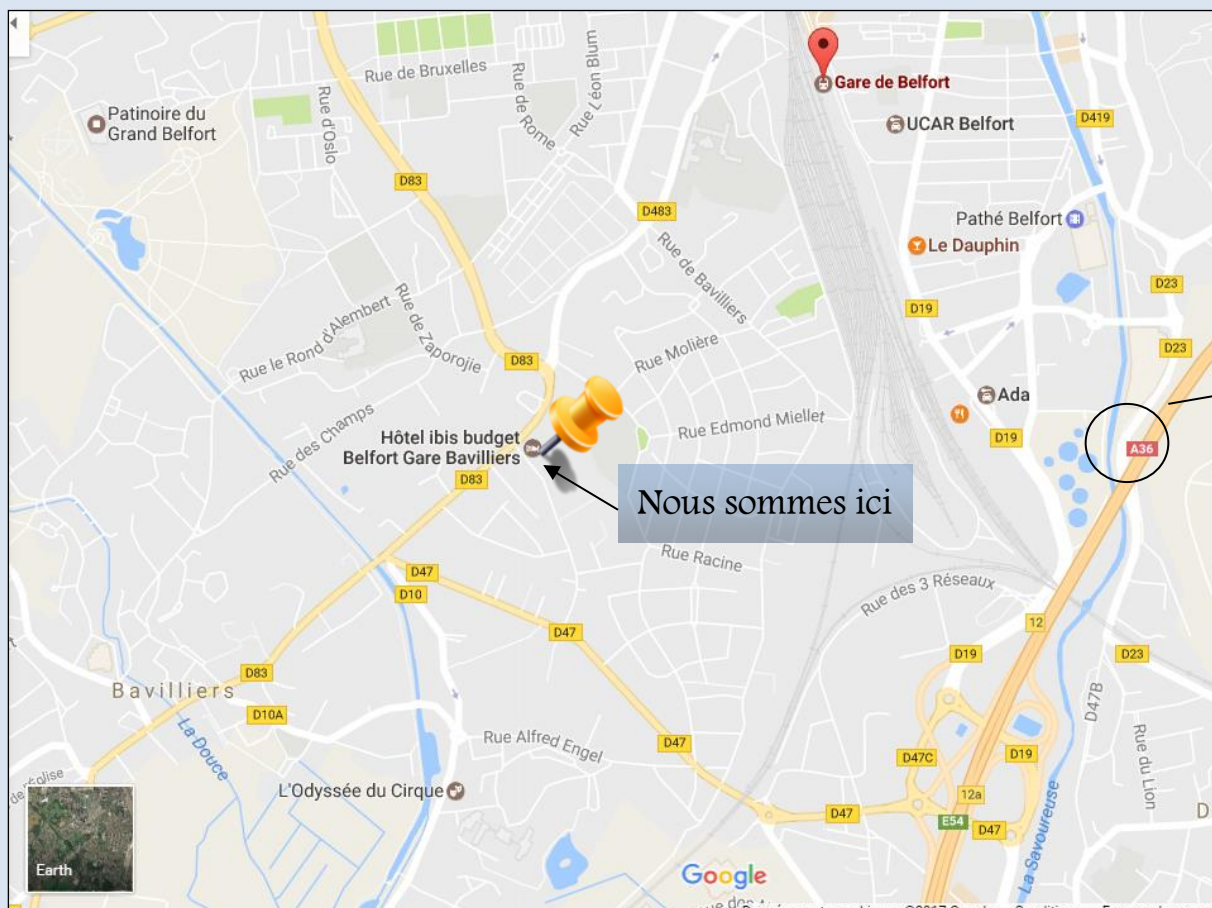 Rue de Bruxelles
Rue d'Oslo
Rue de Rome
Rue Léon Blum
Gare de Belfort
Patinoire du
Grand Belfort
UCAR Belfort
D419
D83
D483
Pathé Belfort
Le Dauphin
Rue de Bavilliers
D23
D19
Rue le Rond d'Alembert
Rue de Zaporojie
D83
Rue Molière
D23
Ada
Rue des Champs
Rue Edmond Miellet
D19
Hôtel ibis budget
Belfort Gare Bavilliers
A36
D83
Nous sommes ici
Rue Racine
D47
D10
Rue des 3 Réseaux
12
D47
D19
D23
D83
Bavilliers
D10A
D47B
La Douce
Rue Alfred Engel
D47
D47C
D19
Rue du Lion
L'Odyssée du Cirque
12a
D47
E54
D47
La Savoureuse
D
Earth
Google